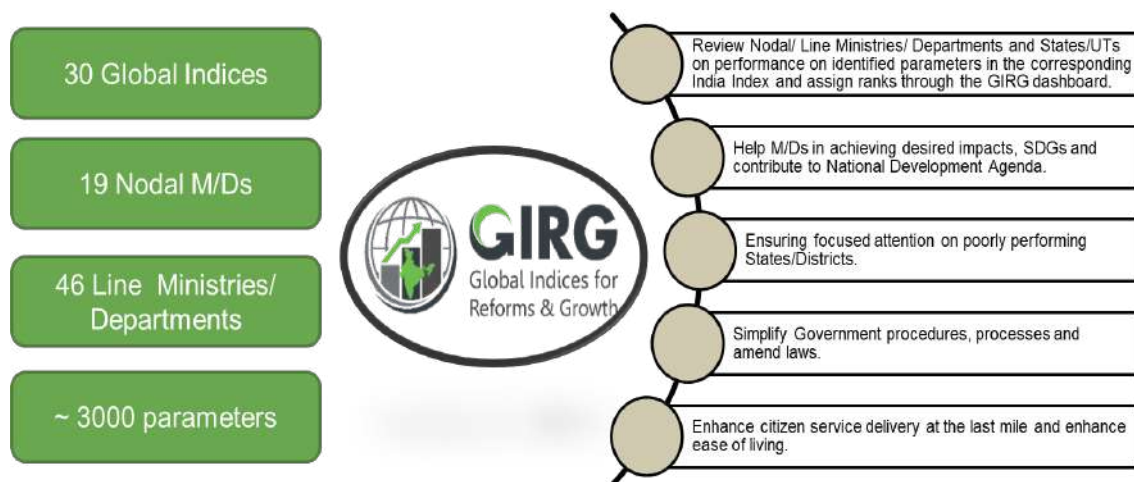 30 Global Indices
19 Nodal M/Ds
46 Line Ministries/
Departments
~ 3000 parameters
GIRG
Global Indices for
Reforms & Growth
Review Nodal/ Line Ministries/ Departments and States/UTs
on performance on identified parameters in the corresponding
India Index and assign ranks through the GIRG dashboard.
Help M/Ds in achieving desired impacts, SDGs and
contribute to National Development Agenda.
Ensuring focused attention on poorly performing
States/Districts.
Simplify Government procedures, processes and
amend laws.
Enhance citizen service delivery at the last mile and enhance
ease of living.